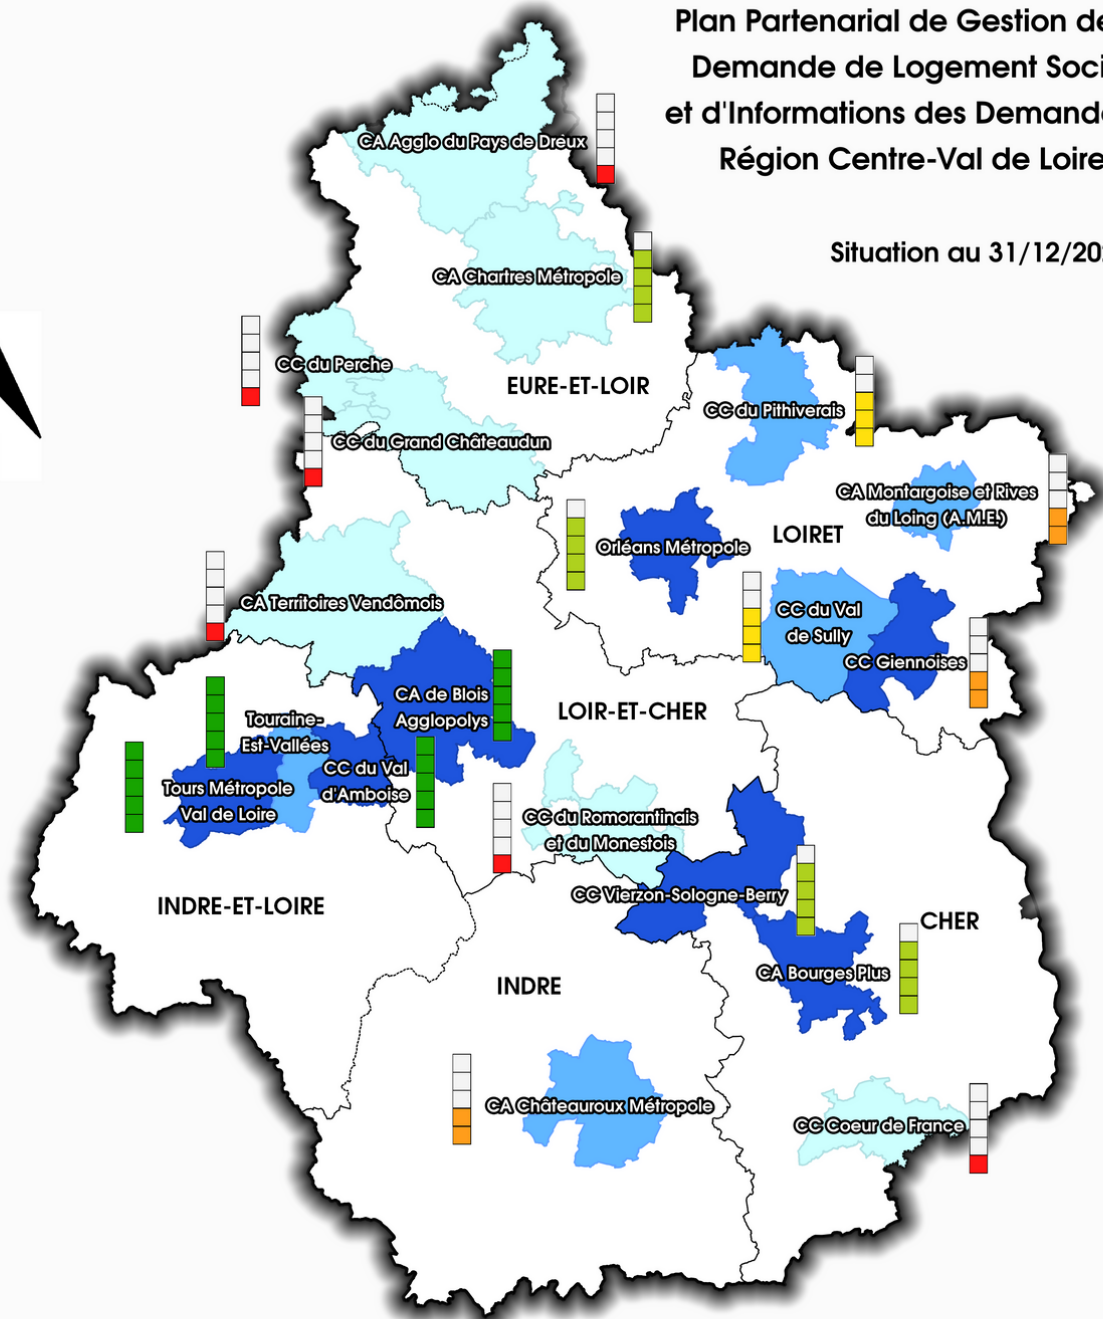 Plan Partenarial de Gestion de
Demande de Logement Soci
et d'Informations des Demande
Région Centre-Val de Loire
Situation au 31/12/20
CA Agglo du Pays de Dreux
CA Chartres Métropole
CC du Perche
EURE-ET-LOIR
CC du Pithiverais
CC du Grand Châteaudun
CA Montargoise et Rives
du Loing (A.M.E.)
LOIRET
Orléans Métropole
CA Territoires Vendômois
CC du Val
de Sully
CC Giennoises
CA de Blois
Agglopolys
LOIR-ET-CHER
Touraine-
Est-Vallées
CC du Val
d'Amboise
Tours Métropole
Val de Loire
CC du Romorantinais
et du Monestois
CC Vierzon-Sologne-Berry
INDRE-ET-LOIRE
CHER
CA Bourges Plus
INDRE
CA Châteauroux Métropole
CC Coeur de France